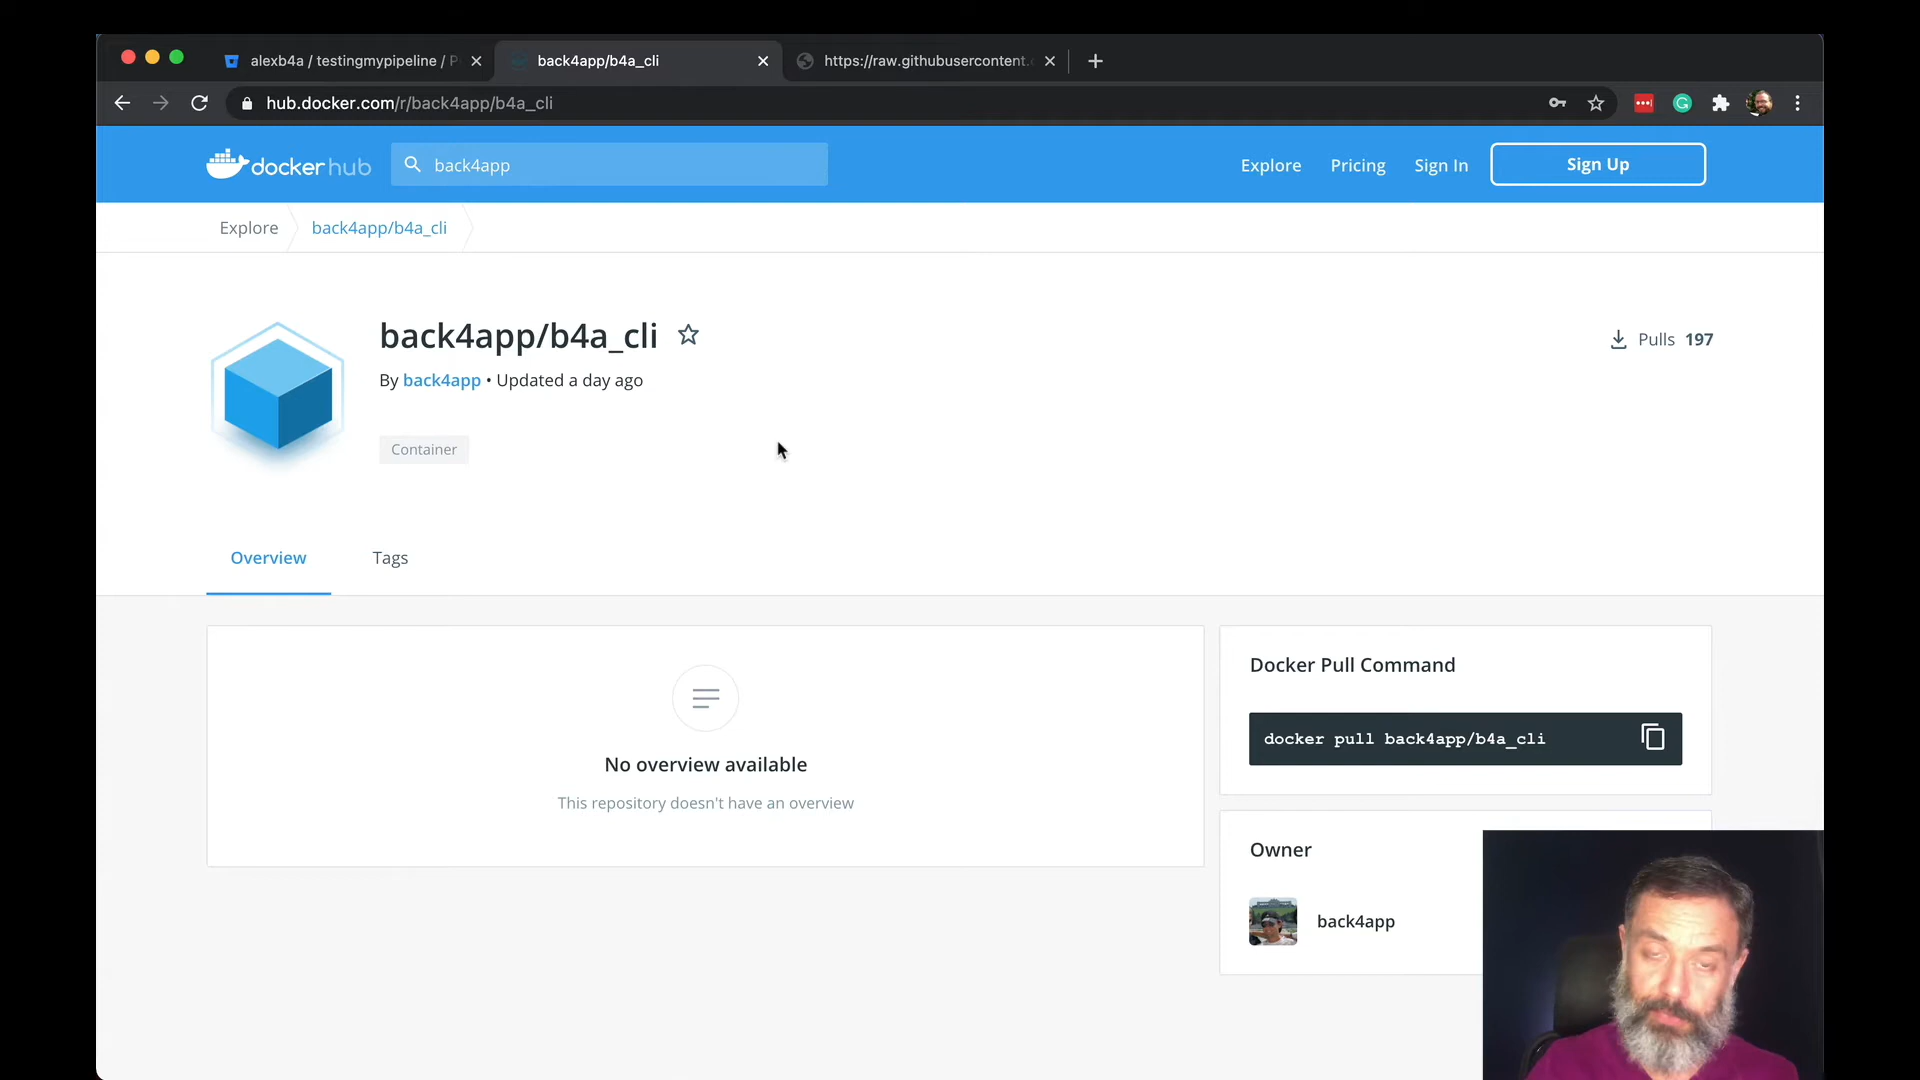 alexb4a / testingmypipeline / P
back4app/b4a_cli
https://raw.githubusercontent.
hub.docker.com/r/back4app/b4a_cli
dockerhub
back4app
Explore
Pricing
Sign In
Sign Up
Explore
back4app/b4a_cli
back4app/b4a_cli
Pulls 197
By back4app • Updated a day ago
Container
Overview
Tags
No overview available
This repository doesn't have an overview
Docker Pull Command
docker pull back4app/b4a_cli
Owner
back4app